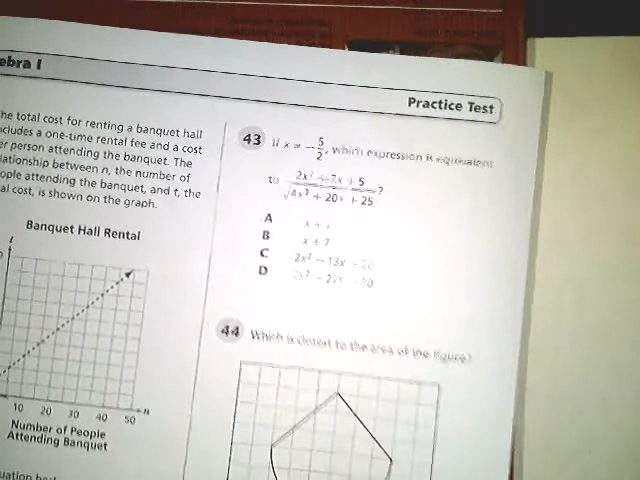 ebra I
Practice Test
he total cost for renting a banquet hall
cludes a one-time rental fee and a cost
er person attending the banquet. The
lationship between n, the number of
ople attending the banquet, and t, the
al cost, is shown on the graph.
Banquet Hall Rental
t
10 20 30 40 50 n
Number of People
Attending Banquet
43 If x = -5/2, which expression is equivalent
to (2x² + 7x + 5)/√(4x² + 20x + 25)?
A x +
B x + 7
C -2x² - 13x -
D
44 Which is closest to the area of the figure?